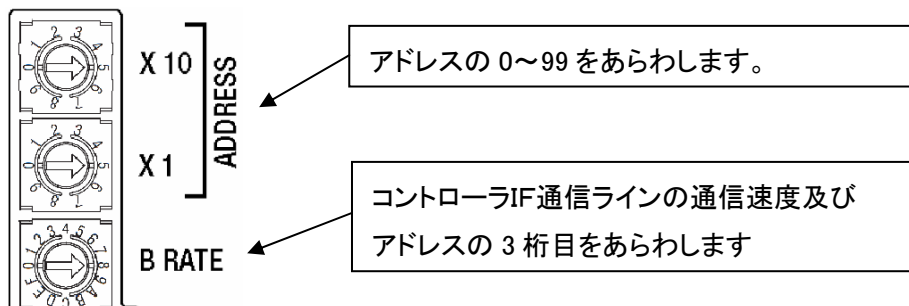 X 10
X 1
ADDRESS
B RATE
アドレスの 0～99 をあらわします。
コントローラIF通信ラインの通信速度及び
アドレスの 3 桁目をあらわします